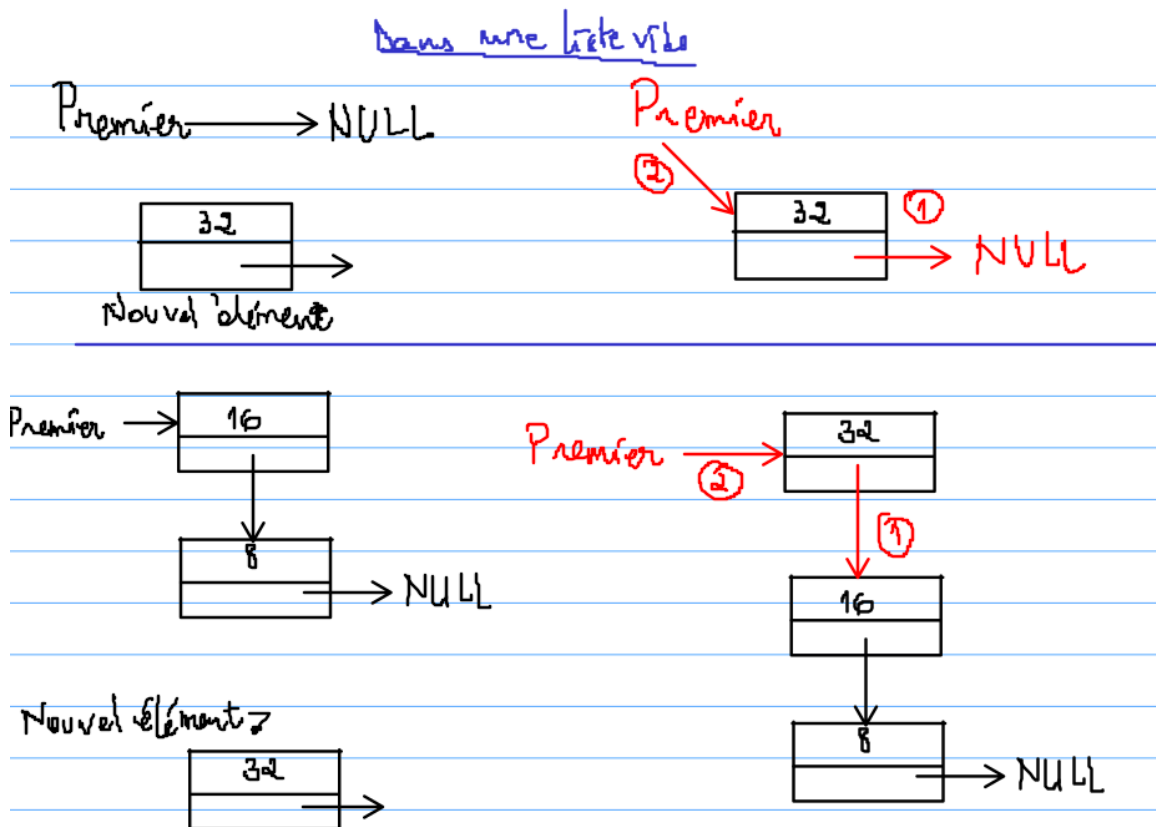 Dans une liste vide
Premier → NULL
Premier
②
32
32
①
NULL
Nouvel élément
Premier → 16
8
NULL
Nouvel élément ?
32
Premier
②
32
①
16
8
NULL